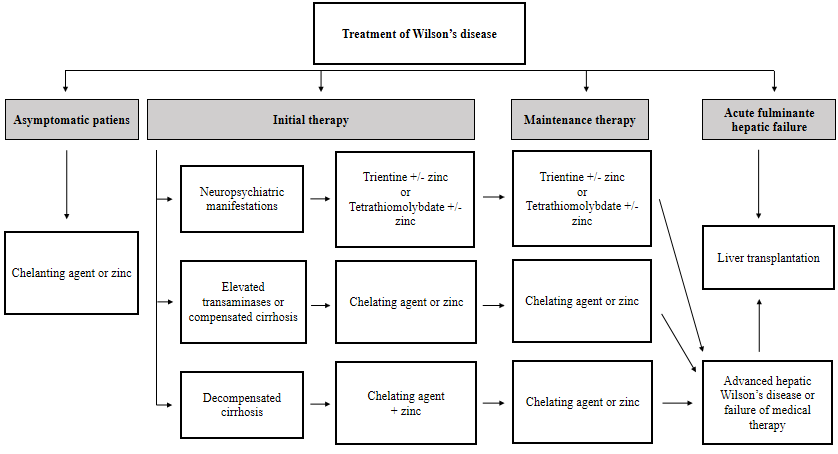 Treatment of Wilson's disease
Asymptomatic patiens
Initial therapy
Maintenance therapy
Acute fulminante
hepatic failure
Neuropsychiatric
manifestations
Trientine +/- zinc
or
Tetrathiomolybdate +/-
zinc
Trientine +/- zinc
or
Tetrathiomolybdate +/-
zinc
Chelanting agent or zinc
Liver transplantation
Elevated
transaminases or
compensated cirrhosis
Chelating agent or zinc
Chelating agent or zinc
Decompensated
cirrhosis
Chelating agent
+ zinc
Chelating agent or zinc
Advanced hepatic
Wilson's disease or
failure of medical
therapy